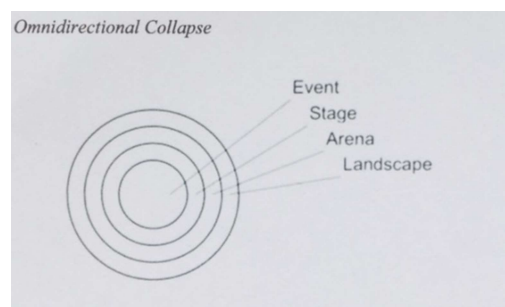 Omnidirectional Collapse
Event
Stage
Arena
Landscape